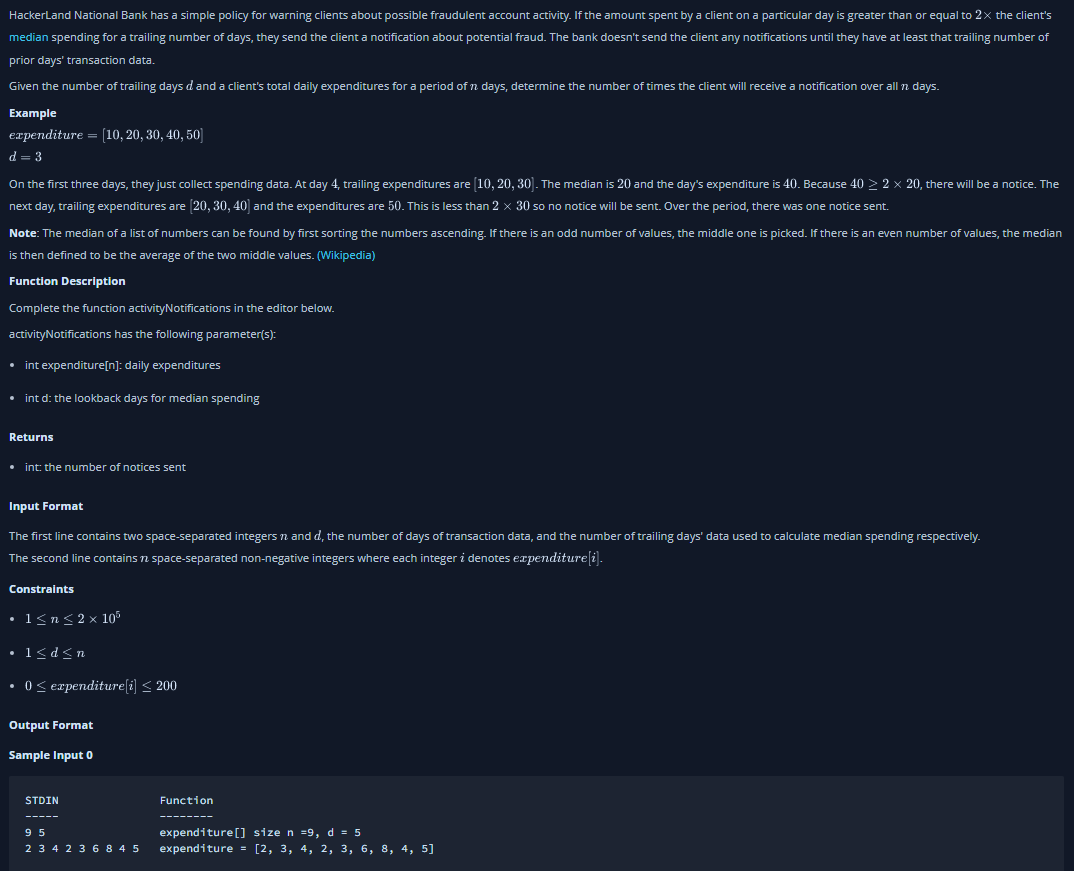 HackerLand National Bank has a simple policy for warning clients about possible fraudulent account activity. If the amount spent by a client on a particular day is greater than or equal to 2× the client's
median spending for a trailing number of days, they send the client a notification about potential fraud. The bank doesn't send the client any notifications until they have at least that trailing number of
prior days' transaction data.
Given the number of trailing days d and a client's total daily expenditures for a period of n days, determine the number of times the client will receive a notification over all n days.
Example
expenditure = [10, 20, 30, 40, 50]
d = 3
On the first three days, they just collect spending data. At day 4, trailing expenditures are [10, 20, 30]. The median is 20 and the day's expenditure is 40. Because 40 ≥ 2 × 20, there will be a notice. The
next day, trailing expenditures are [20, 30, 40] and the expenditures are 50. This is less than 2 × 30 so no notice will be sent. Over the period, there was one notice sent.
Note: The median of a list of numbers can be found by first sorting the numbers ascending. If there is an odd number of values, the middle one is picked. If there is an even number of values, the median
is then defined to be the average of the two middle values. (Wikipedia)
Function Description
Complete the function activityNotifications in the editor below.
activityNotifications has the following parameter(s):
• int expenditure[n]: daily expenditures
• int d: the lookback days for median spending
Returns
• int: the number of notices sent
Input Format
The first line contains two space-separated integers n and d, the number of days of transaction data, and the number of trailing days' data used to calculate median spending respectively.
The second line contains n space-separated non-negative integers where each integer i denotes expenditure[i].
Constraints
• 1 ≤ n ≤ 2 × 10⁵
• 1 ≤ d ≤ n
• 0 ≤ expenditure[i] ≤ 200
Output Format
Sample Input 0
STDIN Function
----- --------
9 5 expenditure[] size n =9, d = 5
2 3 4 2 3 6 8 4 5 expenditure = [2, 3, 4, 2, 3, 6, 8, 4, 5]